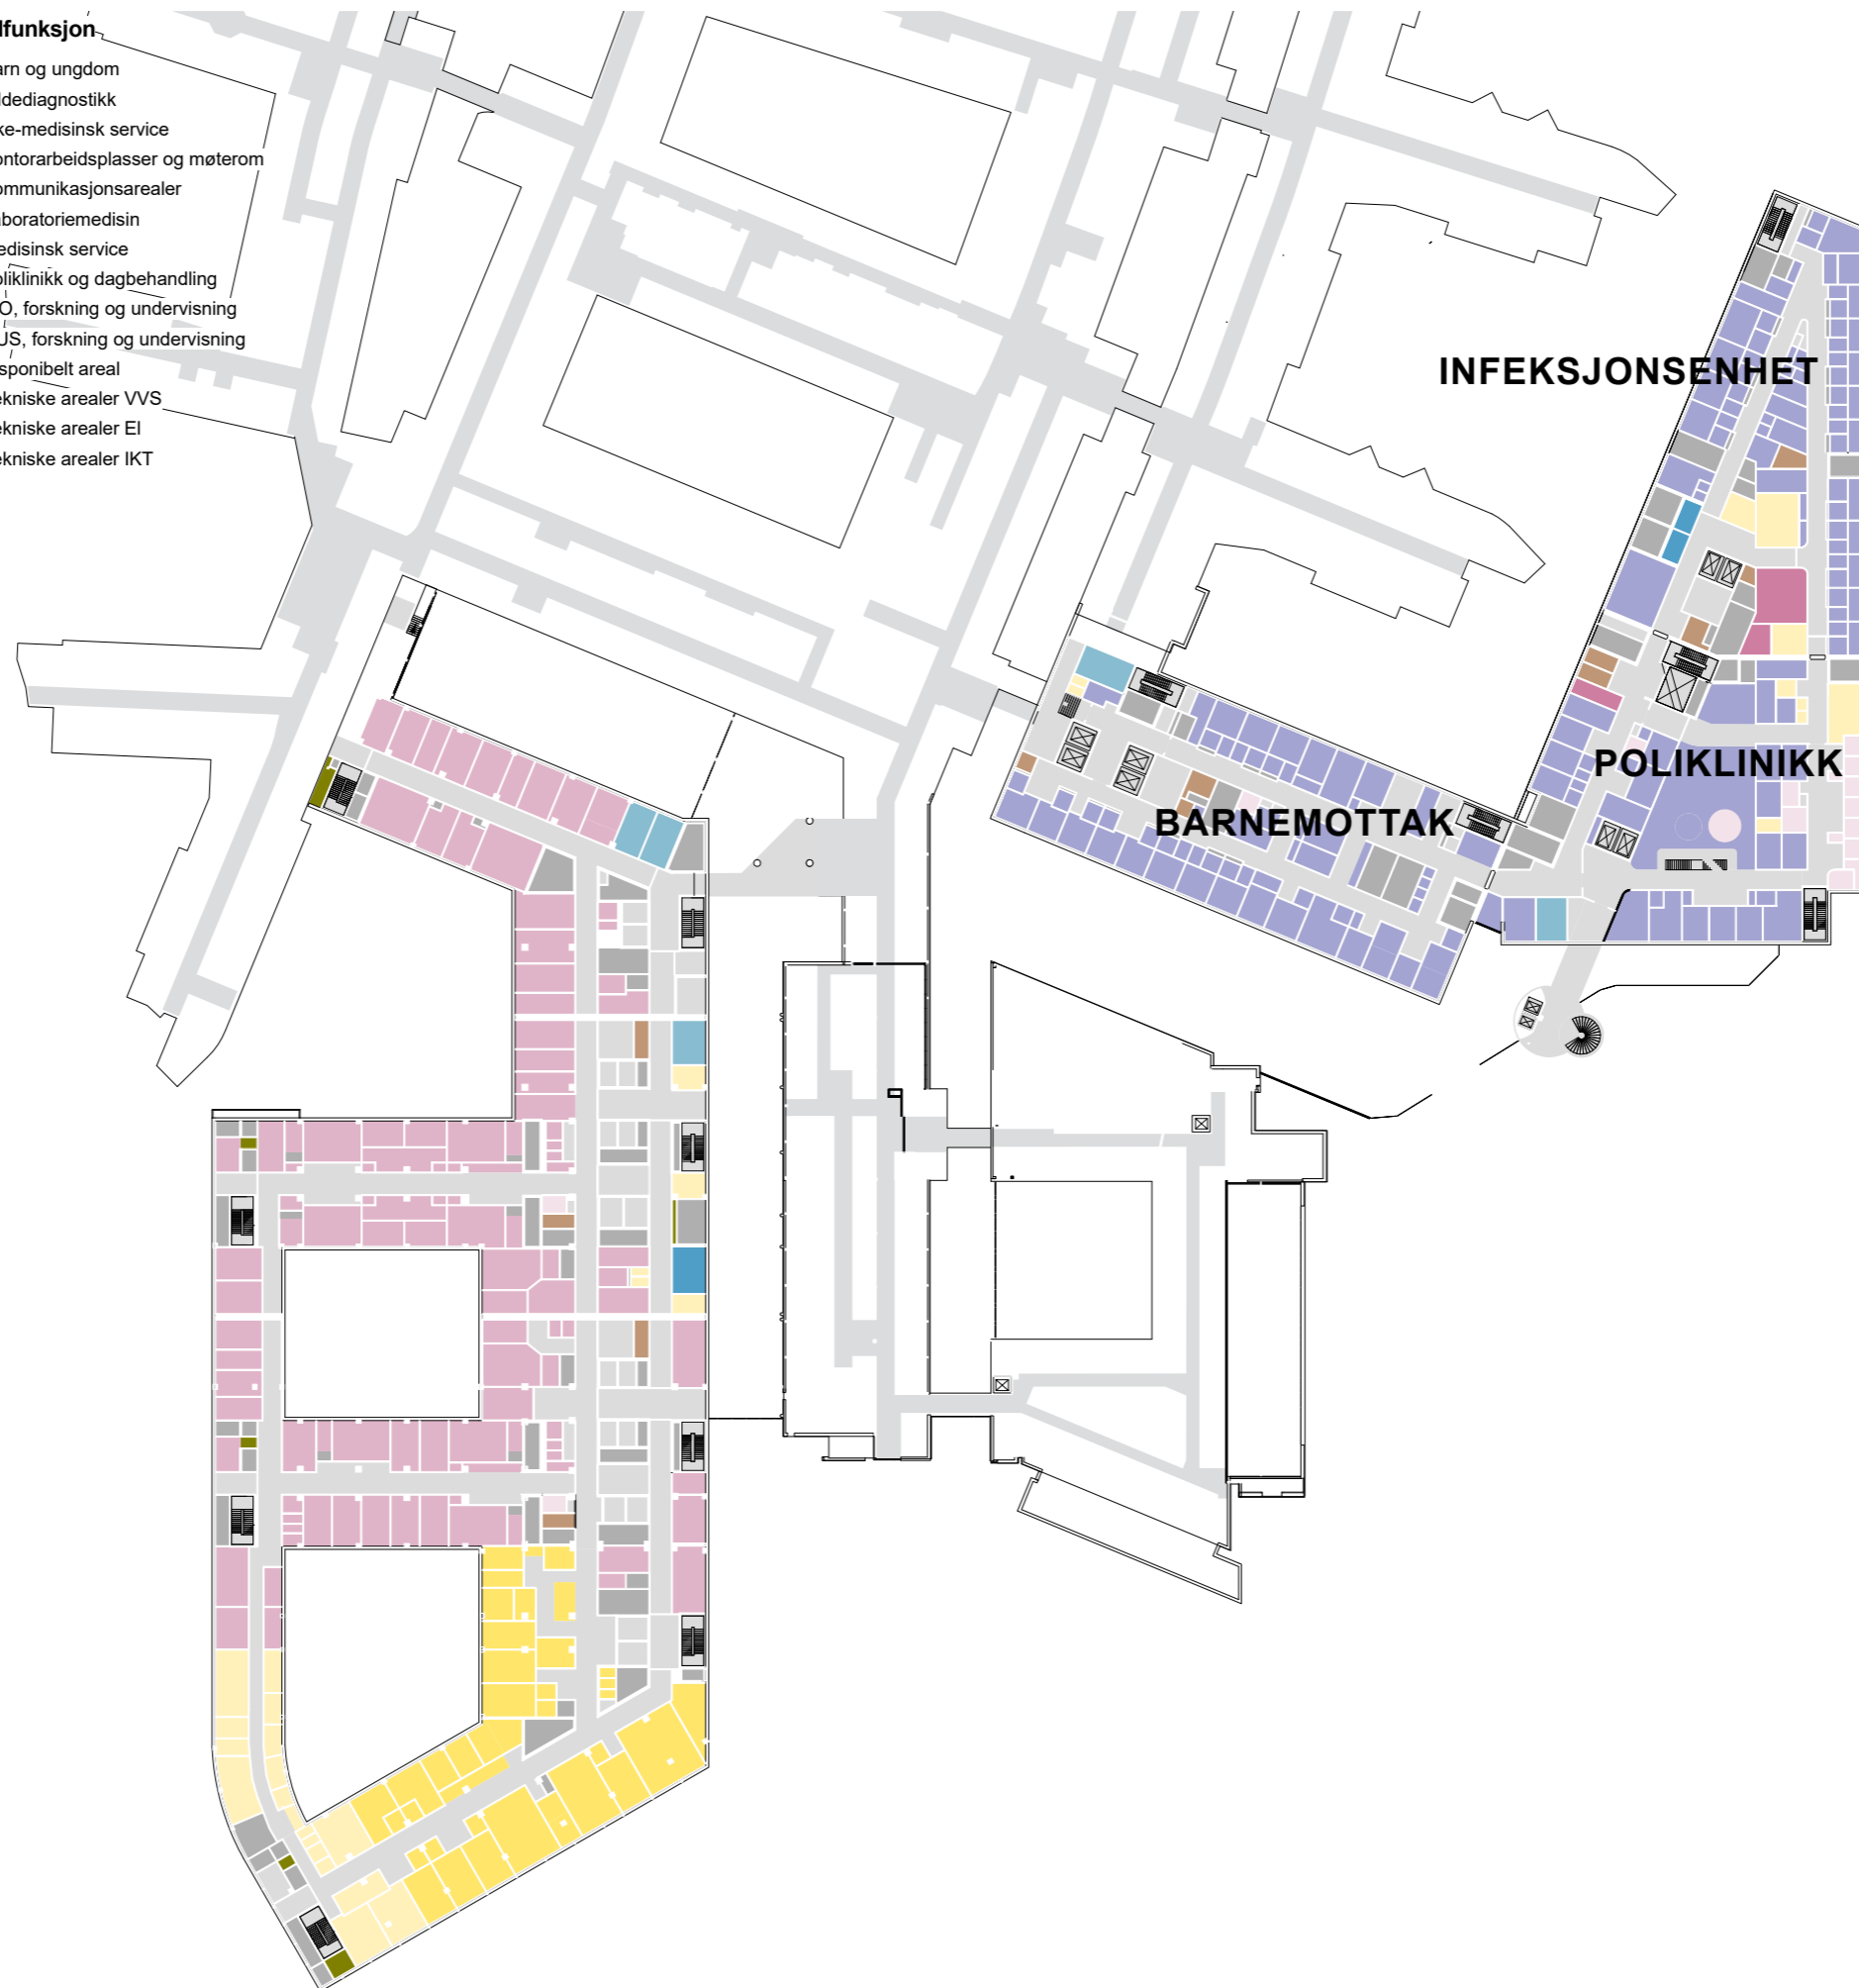 lfunksjon
arn og ungdom
ldediagnostikk
ke-medisinsk service
ontorarbeidsplasser og møterom
ommunikasjonsarealer
aboratoriemedisin
edisinsk service
oliklinikk og dagbehandling
O, forskning og undervisning
US, forskning og undervisning
sponibelt areal
ekniske arealer VVS
ekniske arealer El
ekniske arealer IKT
INFEKSJONSENHET
POLIKLINIKK
BARNEMOTTAK